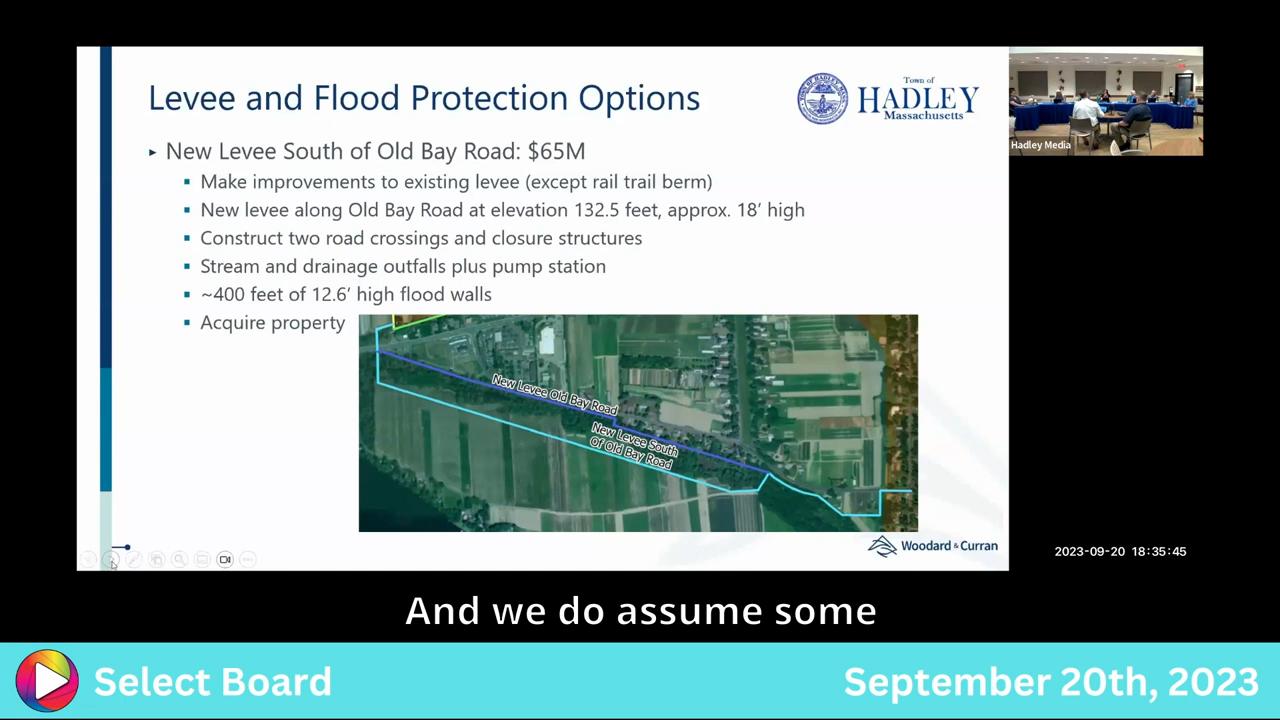 Levee and Flood Protection Options
Town of
HADLEY
Massachusetts
▸ New Levee South of Old Bay Road: $65M
▪ Make improvements to existing levee (except rail trail berm)
▪ New levee along Old Bay Road at elevation 132.5 feet, approx. 18’ high
▪ Construct two road crossings and closure structures
▪ Stream and drainage outfalls plus pump station
▪ ~400 feet of 12.6’ high flood walls
▪ Acquire property
New Levee Old Bay Road
New Levee South
Of Old Bay Road
Woodard & Curran
Hadley Media
2023-09-20 18:35:45
And we do assume some
Select Board
September 20th, 2023